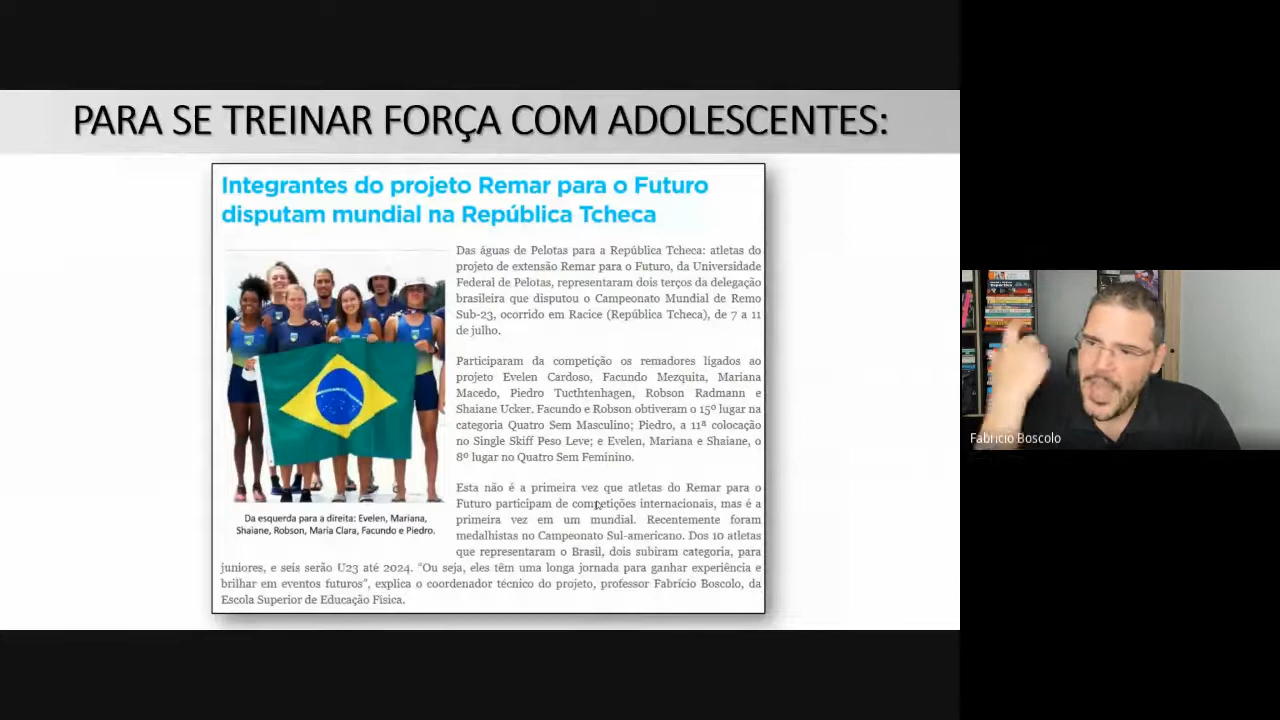 PARA SE TREINAR FORÇA COM ADOLESCENTES:
Integrantes do projeto Remar para o Futuro
disputam mundial na República Tcheca
Das águas de Pelotas para a República Tcheca: atletas do
projeto de extensão Remar para o Futuro, da Universidade
Federal de Pelotas, representaram dois terços da delegação
brasileira que disputou o Campeonato Mundial de Remo
Sub-23, ocorrido em Racice (República Tcheca), de 7 a 11
de julho.
Participaram da competição os remadores ligados ao
projeto Evelen Cardoso, Facundo Mezquita, Mariana
Macedo, Piedro Tucthtenhagen, Robson Radmann e
Shaiane Ucker. Facundo e Robson obtiveram o 15º lugar na
categoria Quatro Sem Masculino; Piedro, a 11ª colocação
no Single Skiff Peso Leve; e Evelen, Mariana e Shaiane, o
8º lugar no Quatro Sem Feminino.
Esta não é a primeira vez que atletas do Remar para o
Futuro participam de competições internacionais, mas é a
primeira vez em um mundial. Recentemente foram
medalhistas no Campeonato Sul-americano. Dos 10 atletas
que representaram o Brasil, dois subiram categoria, para
juniores, e seis serão U23 até 2024. “Ou seja, eles têm uma longa jornada para ganhar experiência e
brilhar em eventos futuros”, explica o coordenador técnico do projeto, professor Fabrício Boscolo, da
Escola Superior de Educação Física.
Da esquerda para a direita: Evelen, Mariana,
Shaiane, Robson, Maria Clara, Facundo e Piedro.
Fabricio Boscolo